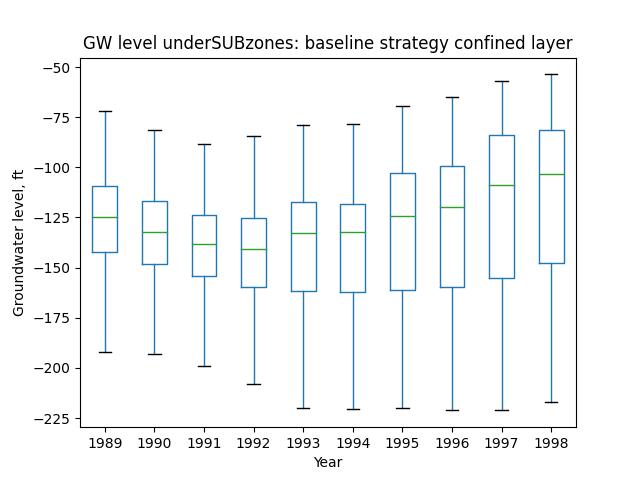 GW level underSUBzones: baseline strategy confined layer
−50
−75
−100
−125
−150
−175
−200
−225
Groundwater level, ft
1989 1990 1991 1992 1993 1994 1995 1996 1997 1998
Year